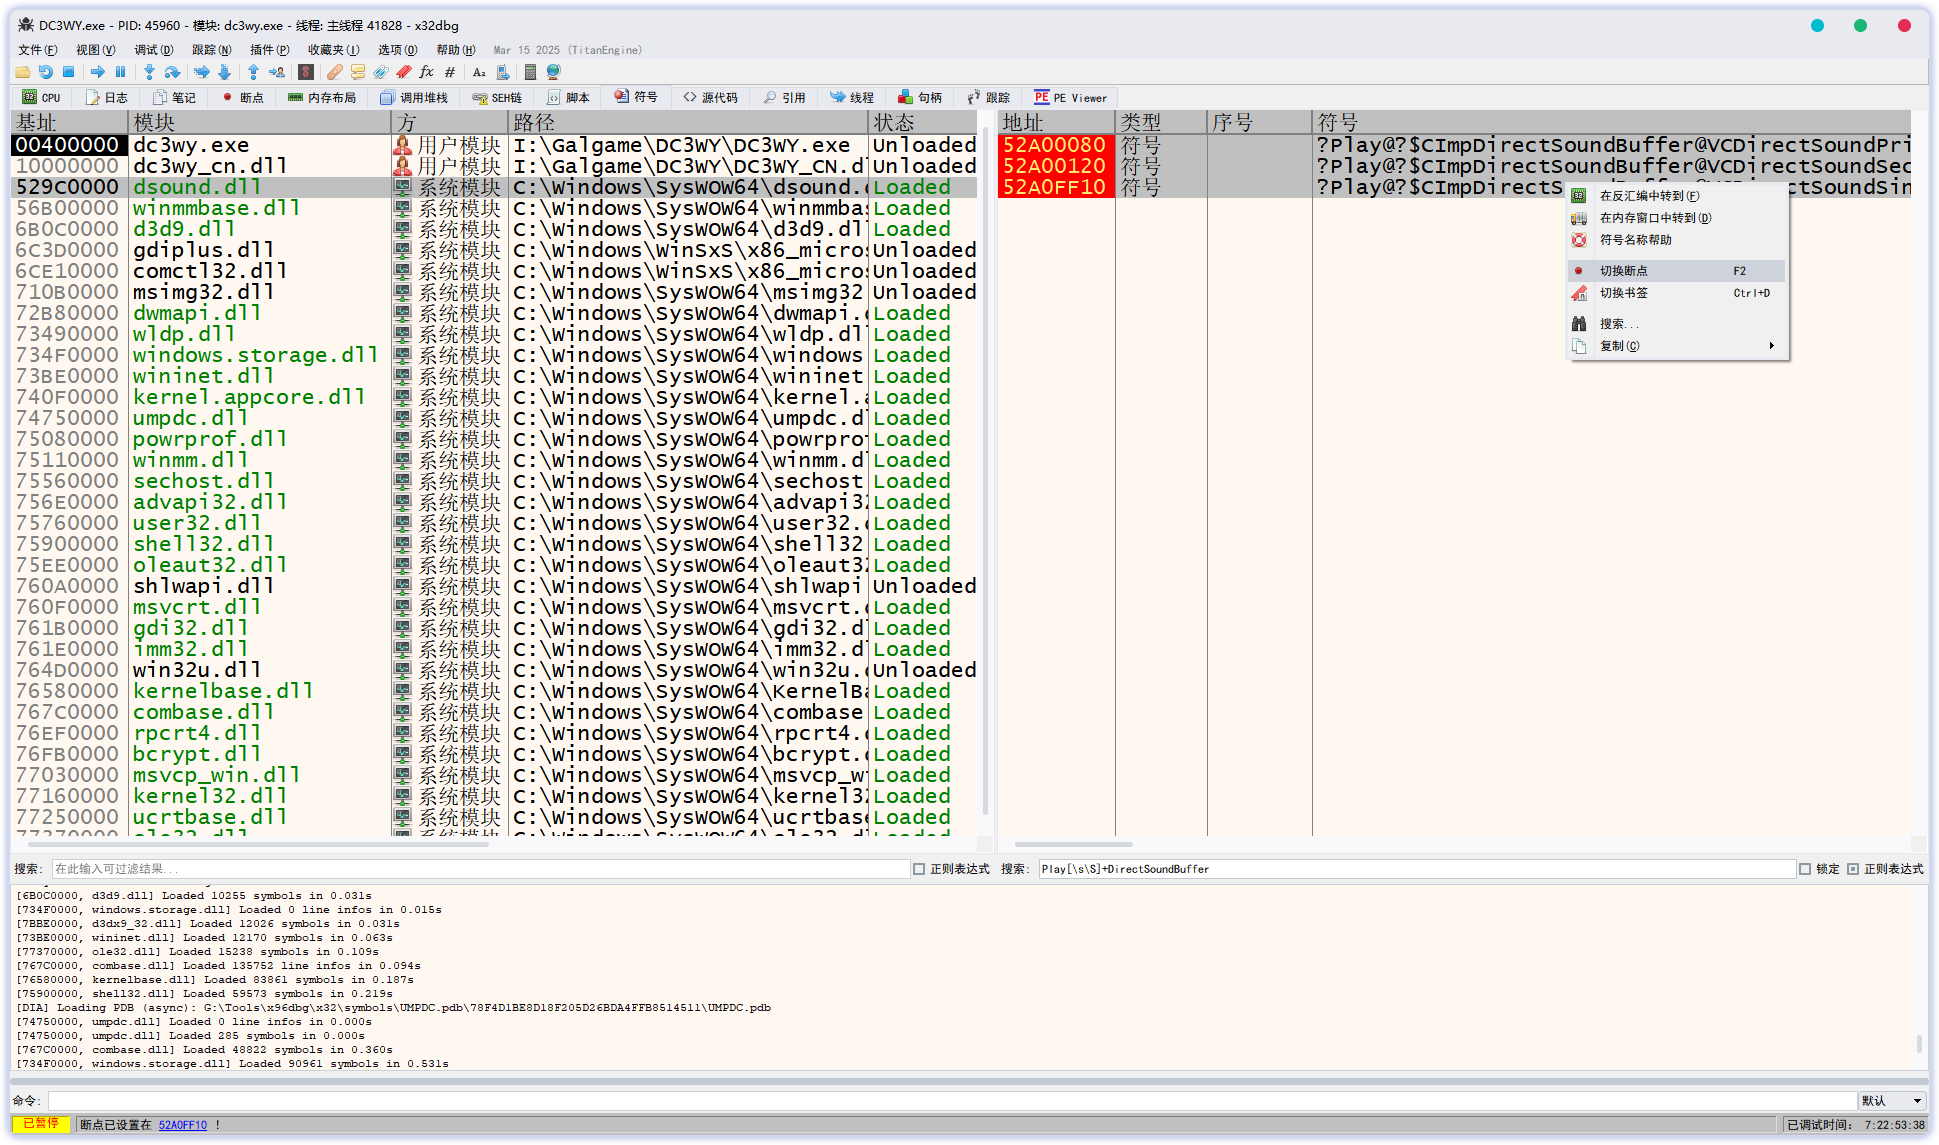 DC3WY.exe - PID: 45960 - 模块: dc3wy.exe - 线程: 主线程 41828 - x32dbg
文件(F) 视图(V) 调试(D) 跟踪(N) 插件(P) 收藏夹(I) 选项(O) 帮助(H) Mar 15 2025 (TitanEngine)
CPU 日志 笔记 断点 内存布局 调用堆栈 SEH链 脚本 符号 源代码 引用 线程 句柄 跟踪 PE Viewer
基址 模块 方 路径 状态
00400000 dc3wy.exe 用户模块 I:\Galgame\DC3WY\DC3WY.exe Unloaded
10000000 dc3wy_cn.dll 用户模块 I:\Galgame\DC3WY\DC3WY_CN.d Unloaded
529C0000 dsound.dll 系统模块 C:\Windows\SysWOW64\dsound. Loaded
56B00000 winmmbase.dll 系统模块 C:\Windows\SysWOW64\winmmba Loaded
6B0C0000 d3d9.dll 系统模块 C:\Windows\SysWOW64\d3d9.dl Loaded
6C3D0000 gdiplus.dll 系统模块 C:\Windows\WinSxS\x86_micro Unloaded
6CE10000 comctl32.dll 系统模块 C:\Windows\WinSxS\x86_micro Unloaded
710B0000 msimg32.dll 系统模块 C:\Windows\SysWOW64\msimg32 Unloaded
72B80000 dwmapi.dll 系统模块 C:\Windows\SysWOW64\dwmapi. Loaded
73490000 wldp.dll 系统模块 C:\Windows\SysWOW64\wldp.dl Loaded
734F0000 windows.storage.dll 系统模块 C:\Windows\SysWOW64\windows Loaded
73BE0000 wininet.dll 系统模块 C:\Windows\SysWOW64\wininet Loaded
740F0000 kernel.appcore.dll 系统模块 C:\Windows\SysWOW64\kernel. Loaded
74750000 umpdc.dll 系统模块 C:\Windows\SysWOW64\umpdc.d Loaded
75080000 powrprof.dll 系统模块 C:\Windows\SysWOW64\powrpro Loaded
75110000 winmm.dll 系统模块 C:\Windows\SysWOW64\winmm.d Loaded
75560000 sechost.dll 系统模块 C:\Windows\SysWOW64\sechost Loaded
756E0000 advapi32.dll 系统模块 C:\Windows\SysWOW64\advapi3 Loaded
75760000 user32.dll 系统模块 C:\Windows\SysWOW64\user32. Loaded
75900000 shell32.dll 系统模块 C:\Windows\SysWOW64\shell32 Loaded
75EE0000 oleaut32.dll 系统模块 C:\Windows\SysWOW64\oleaut3 Loaded
760A0000 shlwapi.dll 系统模块 C:\Windows\SysWOW64\shlwapi Unloaded
760F0000 msvcrt.dll 系统模块 C:\Windows\SysWOW64\msvcrt. Loaded
761B0000 gdi32.dll 系统模块 C:\Windows\SysWOW64\gdi32.d Loaded
761E0000 imm32.dll 系统模块 C:\Windows\SysWOW64\imm32.d Loaded
764D0000 win32u.dll 系统模块 C:\Windows\SysWOW64\win32u. Unloaded
76580000 kernelbase.dll 系统模块 C:\Windows\SysWOW64\KernelB Loaded
767C0000 combase.dll 系统模块 C:\Windows\SysWOW64\combase Loaded
76EF0000 rpcrt4.dll 系统模块 C:\Windows\SysWOW64\rpcrt4. Loaded
76FB0000 bcrypt.dll 系统模块 C:\Windows\SysWOW64\bcrypt. Loaded
77030000 msvcp_win.dll 系统模块 C:\Windows\SysWOW64\msvcp_w Loaded
77160000 kernel32.dll 系统模块 C:\Windows\SysWOW64\kernel3 Loaded
77250000 ucrtbase.dll 系统模块 C:\Windows\SysWOW64\ucrtbas Loaded
77370000 ole32.dll 系统模块 C:\Windows\SysWOW64\ole32.d Loaded
地址 类型 序号 符号
52A00080 符号 ?Play@?$CImpDirectSoundBuffer@VCDirectSoundPri
52A00120 符号 ?Play@?$CImpDirectSoundBuffer@VCDirectSoundSec
52A0FF10 符号 ?Play@?$CImpDirectSoundBuffer@VCDirectSoundSin
在反汇编中转到(F)
在内存窗口中转到(D)
符号名称帮助
切换断点 F2
切换书签 Ctrl+D
搜索...
复制(C)
搜索: 在此输入可过滤结果... 正则表达式 搜索: Play[\s\S]+DirectSoundBuffer 锁定 正则表达式
[6B0C0000, d3d9.dll] Loaded 10255 symbols in 0.031s
[734F0000, windows.storage.dll] Loaded 0 line infos in 0.015s
[7BBE0000, d3dx9_32.dll] Loaded 12026 symbols in 0.031s
[73BE0000, wininet.dll] Loaded 12170 symbols in 0.063s
[77370000, ole32.dll] Loaded 15238 symbols in 0.109s
[767C0000, combase.dll] Loaded 135752 line infos in 0.094s
[76580000, kernelbase.dll] Loaded 83861 symbols in 0.187s
[75900000, shell32.dll] Loaded 59573 symbols in 0.219s
[DIA] Loading PDB (async): G:\Tools\x96dbg\x32\symbols\UMPDC.pdb\78F4D1BE8D18F205D26BDA4FFB8514511\UMPDC.pdb
[74750000, umpdc.dll] Loaded 0 line infos in 0.000s
[74750000, umpdc.dll] Loaded 285 symbols in 0.000s
[767C0000, combase.dll] Loaded 48822 symbols in 0.360s
[734F0000, windows.storage.dll] Loaded 90961 symbols in 0.531s
命令: 默认
已暂停 断点已设置在 52A0FF10 ! 已调试时间: 7:22:53:38